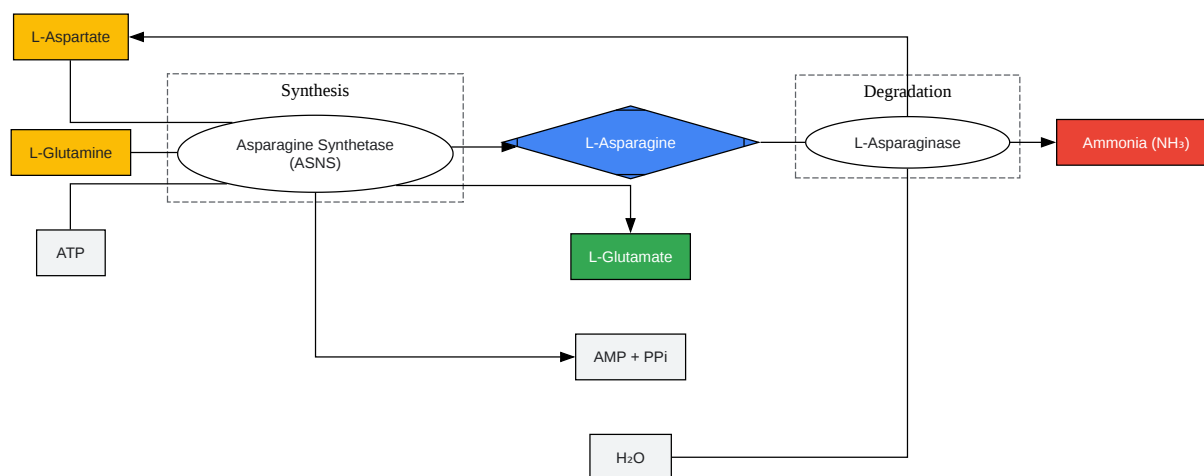 L-Aspartate
Synthesis
Degradation
L-Glutamine
Asparagine Synthetase
(ASNS)
L-Asparagine
L-Asparaginase
Ammonia (NH₃)
ATP
L-Glutamate
AMP + PPi
H₂O